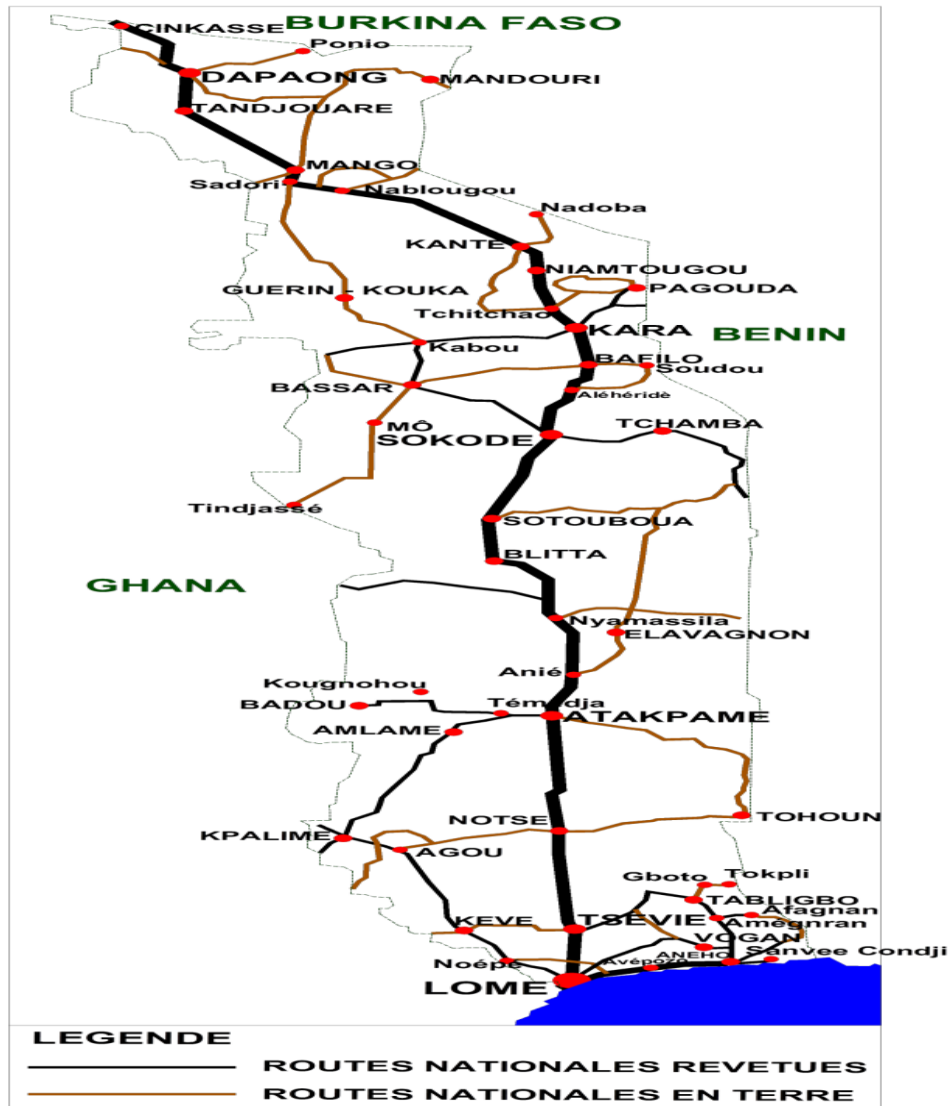 BURKINA FASO
CINKASSE
Ponio
DAPAONG
MANDOURI
TANDJOUARE
MANGO
Sadori
Nablougou
Nadoba
KANTE
NIAMTOUGOU
PAGOUDA
GUERIN - KOUKA
Tchitchao
KARA
BENIN
Kabou
BAFILO
Soudou
BASSAR
Aléhéridè
TCHAMBA
MÔ
SOKODE
Tindjassé
SOTOUBOUA
BLITTA
GHANA
Nyamassila
ELAVAGNON
Anié
Kougnohou
BADOU
Témedja
ATAKPAME
AMLAME
NOTSE
TOHOUN
KPALIME
AGOU
Gboto
Tokpli
TABLIGBO
Afagnan
KEVE
TSEVIE
Amégnran
VOGAN
Sanvee Condji
Noépé
Avépozo
ANEHO
LOME
LEGENDE
ROUTES NATIONALES REVETUES
ROUTES NATIONALES EN TERRE